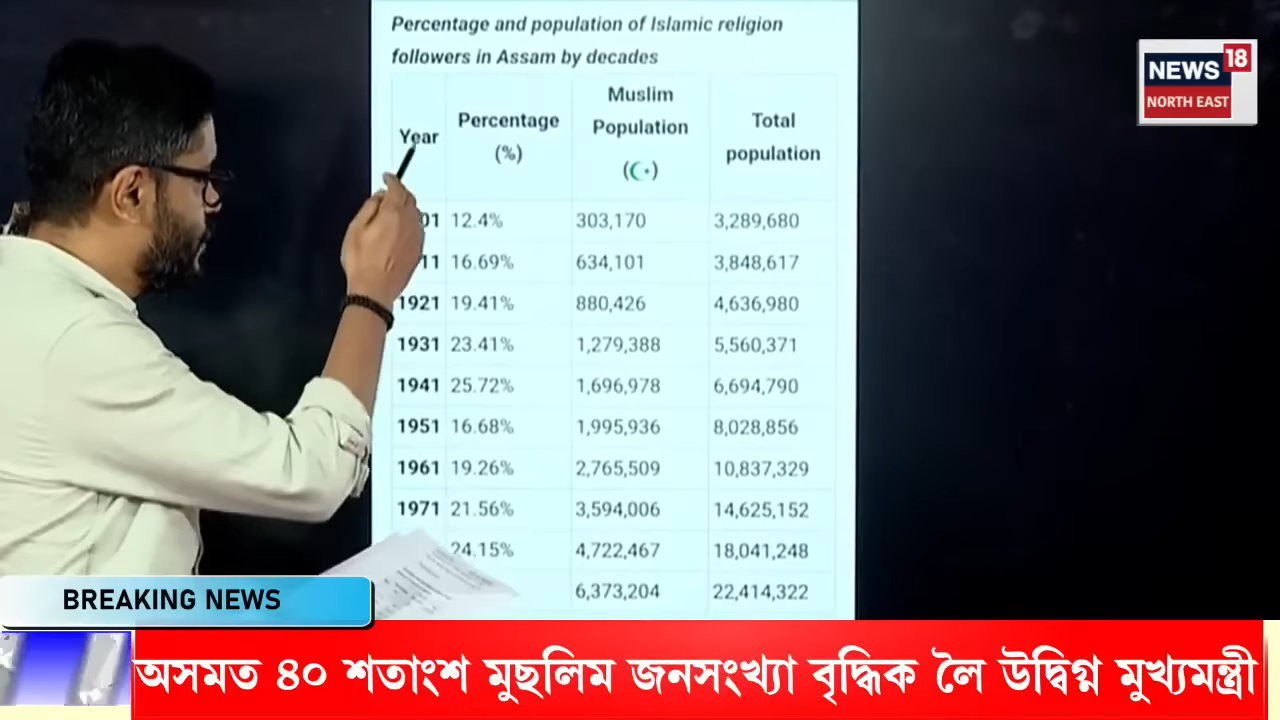 Percentage and population of Islamic religion
followers in Assam by decades
Year Percentage (%) Muslim Population Total population
01 12.4% 303,170 3,289,680
11 16.69% 634,101 3,848,617
1921 19.41% 880,426 4,636,980
1931 23.41% 1,279,388 5,560,371
1941 25.72% 1,696,978 6,694,790
1951 16.68% 1,995,936 8,028,856
1961 19.26% 2,765,509 10,837,329
1971 21.56% 3,594,006 14,625,152
24.15% 4,722,467 18,041,248
6,373,204 22,414,322
NEWS 18
NORTH EAST
BREAKING NEWS
অসমত ৪০ শতাংশ মুছলিম জনসংখ্যা বৃদ্ধিক লৈ উদ্বিগ্ন মুখ্যমন্ত্ৰী